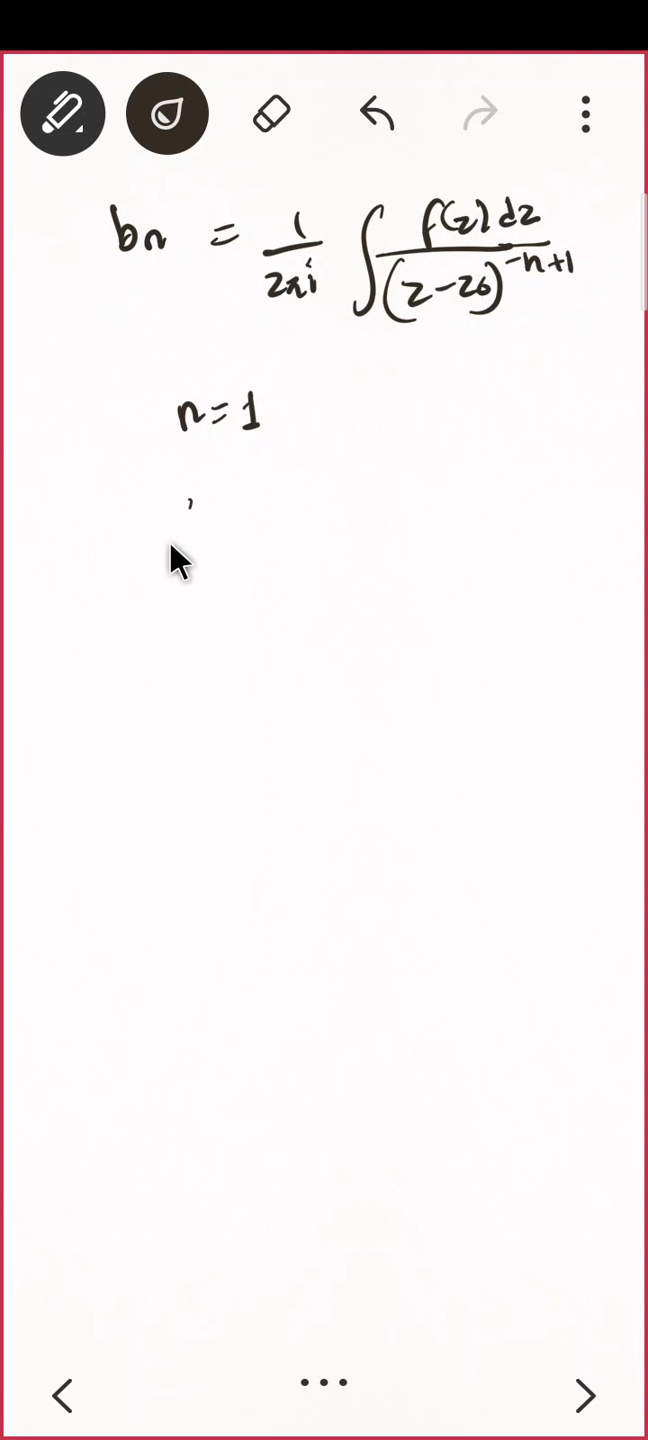 bn = 1/2πi ∫ f(z) dz/(z-z0)^-n+1
n = 1
,